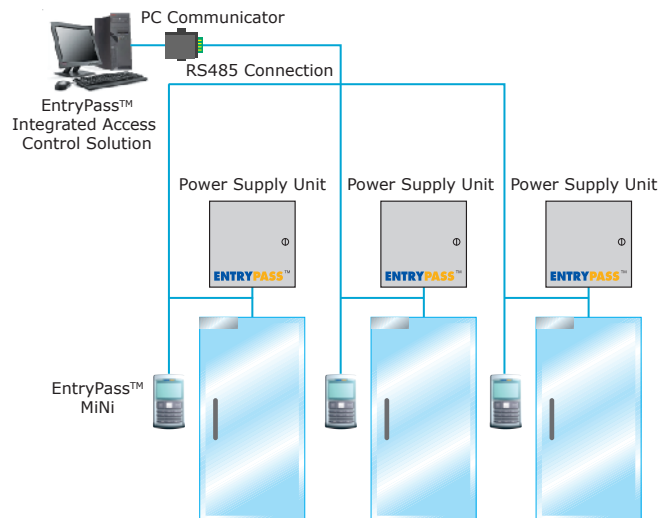 PC Communicator
RS485 Connection
EntryPass™
Integrated Access
Control Solution
Power Supply Unit
Power Supply Unit
Power Supply Unit
ENTRYPASS™
ENTRYPASS™
ENTRYPASS™
EntryPass™
MiNi